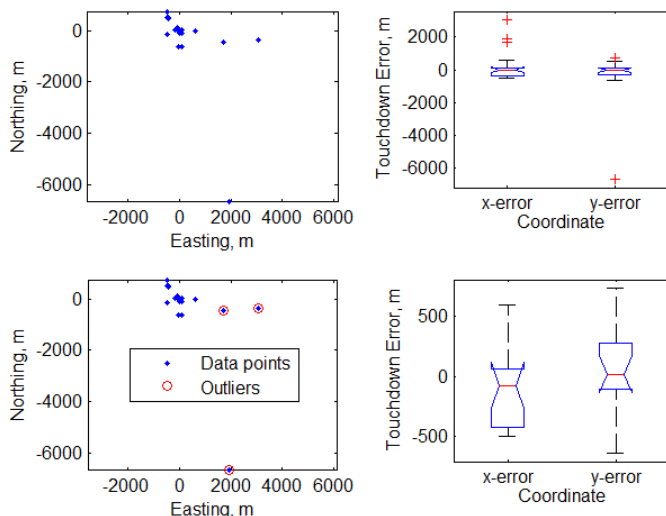 0
-2000
-4000
-6000
Northing, m
-2000 0 2000 4000 6000
Easting, m
2000
0
-2000
-4000
-6000
Touchdown Error, m
x-error y-error
Coordinate
0
-2000
-4000
-6000
Northing, m
Data points
Outliers
-2000 0 2000 4000 6000
Easting, m
500
0
-500
Touchdown Error, m
x-error y-error
Coordinate